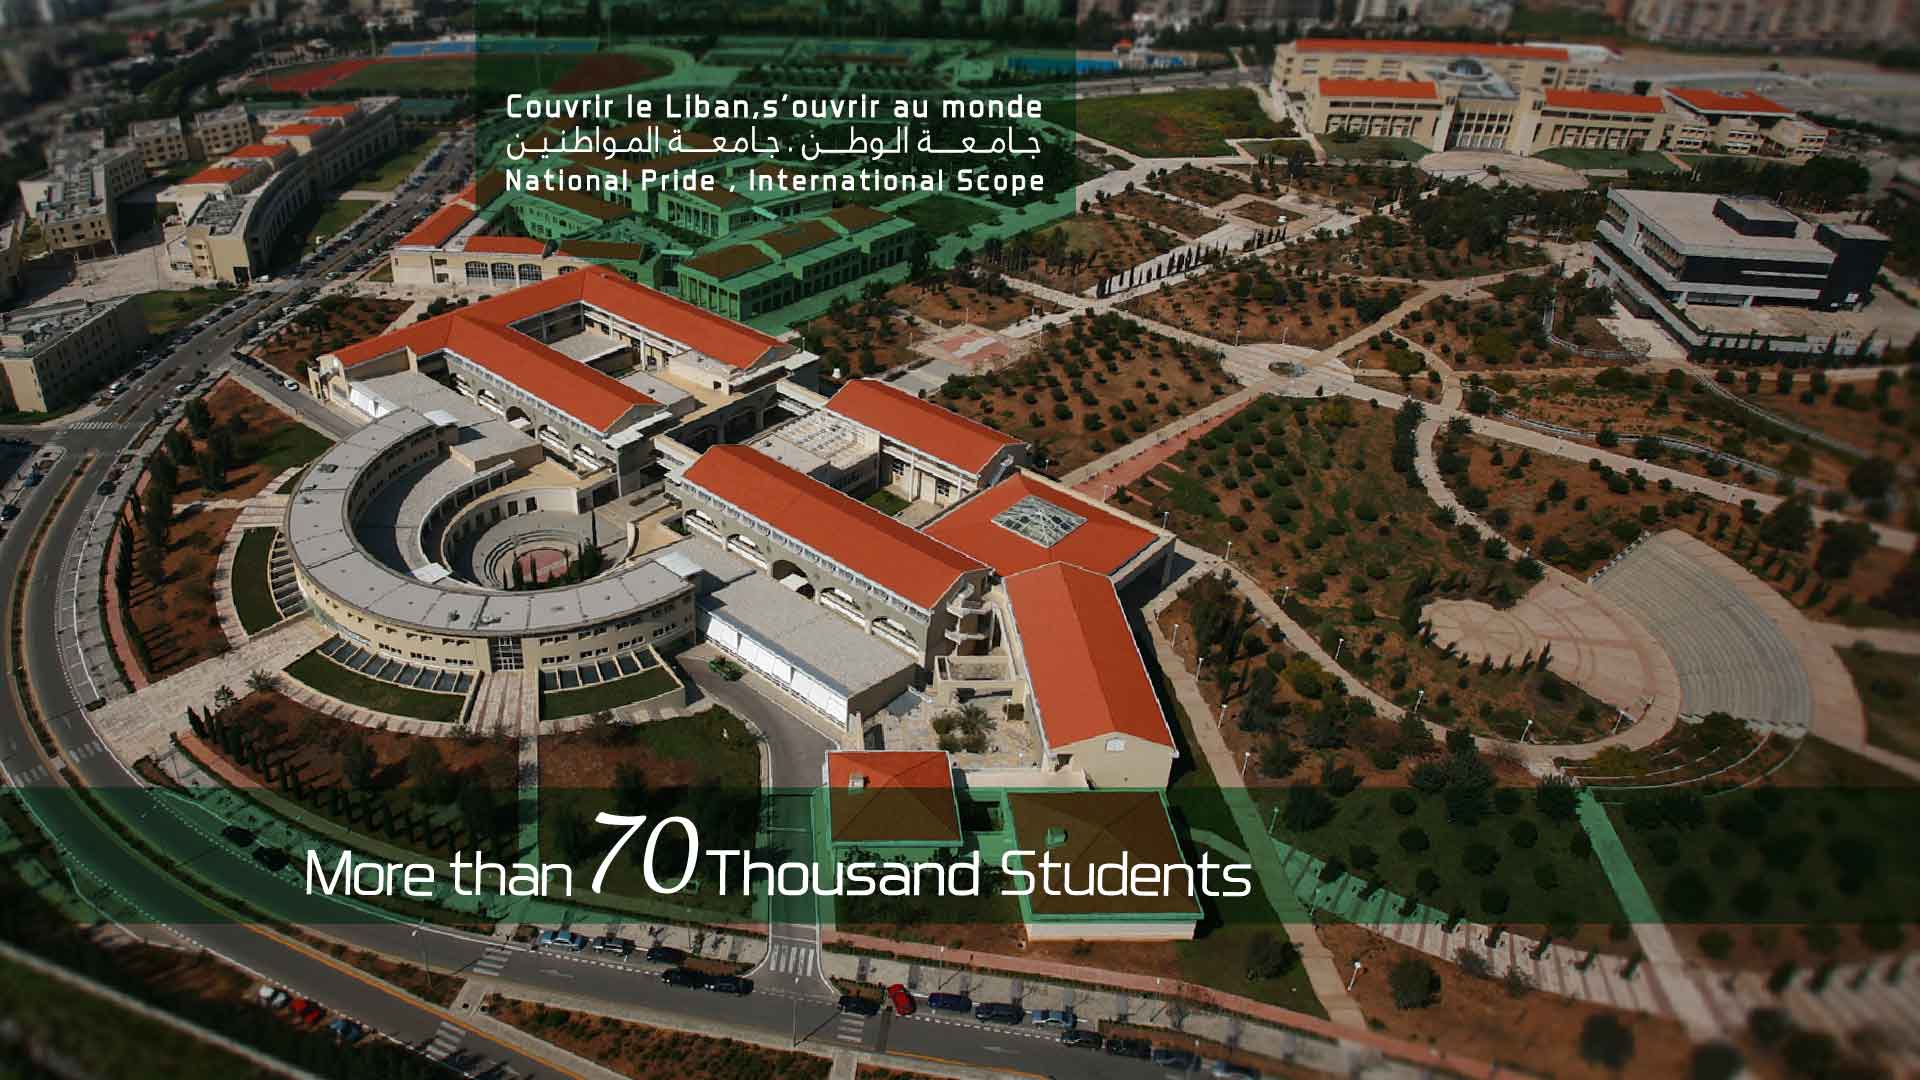 Couvrir le Liban,s'ouvrir au monde
جامعة الوطن . جامعة المواطنين
National Pride , International Scope
More than 70 Thousand Students